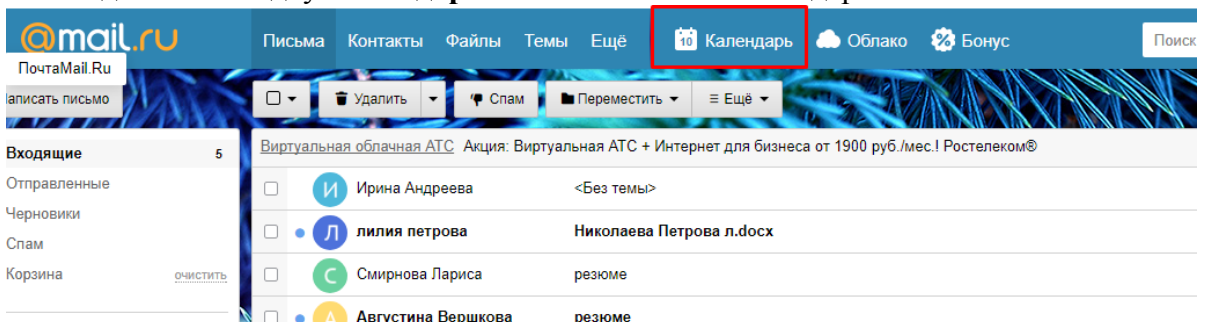 @mail.ru Письма Контакты Файлы Темы Ещё 10 Календарь Облако % Бонус Поиск
ПочтаMail.Ru
аписать письмо Удалить Спам Переместить Ещё
Виртуальная облачная АТС Акция: Виртуальная АТС + Интернет для бизнеса от 1900 руб./мес.! Ростелеком®
Входящие 5
Отправленные
Черновики
Спам
Корзина очистить
И Ирина Андреева <Без темы>
Л лилия петрова Николаева Петрова л.docx
С Смирнова Лариса резюме
А Августина Вершкова резюме